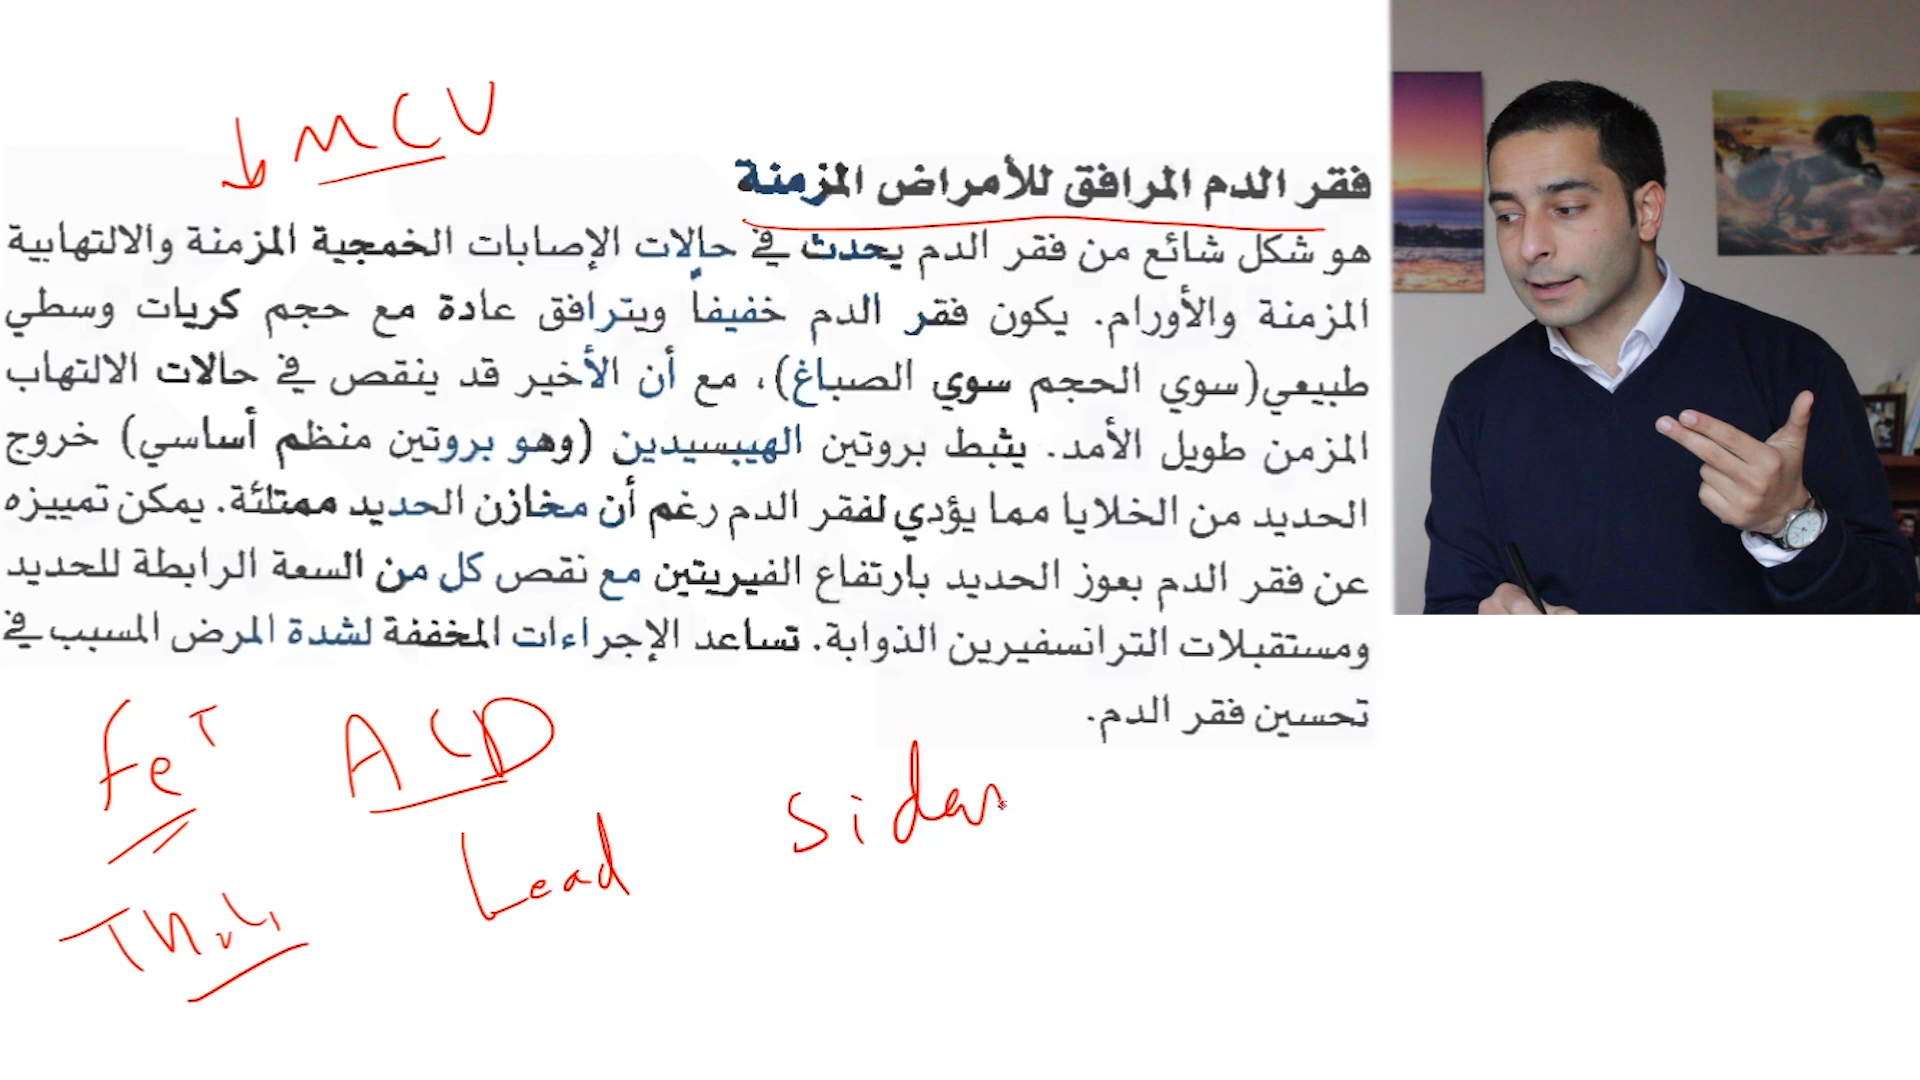 ↓ MCV
فقر الدم المرافق للأمراض المزمنة
هو شكل شائع من فقر الدم يحدث في حالات الإصابات الخمجية المزمنة والالتهابية
المزمنة والأورام. يكون فقر الدم خفيفاً ويترافق عادة مع حجم كريات وسطي
طبيعي(سوي الحجم سوي الصباغ)، مع أن الأخير قد ينقص في حالات الالتهاب
المزمن طويل الأمد. يثبط بروتين الهيبسيدين (وهو بروتين منظم أساسي) خروج
الحديد من الخلايا مما يؤدي لفقر الدم رغم أن مخازن الحديد ممتلئة. يمكن تمييزه
عن فقر الدم بعوز الحديد بارتفاع الفيريتين مع نقص كل من السعة الرابطة للحديد
ومستقبلات الترانسفيرين الذوابة. تساعد الإجراءات المخففة لشدة المرض المسبب في
تحسين فقر الدم.
Fe ACD
Lead Sider